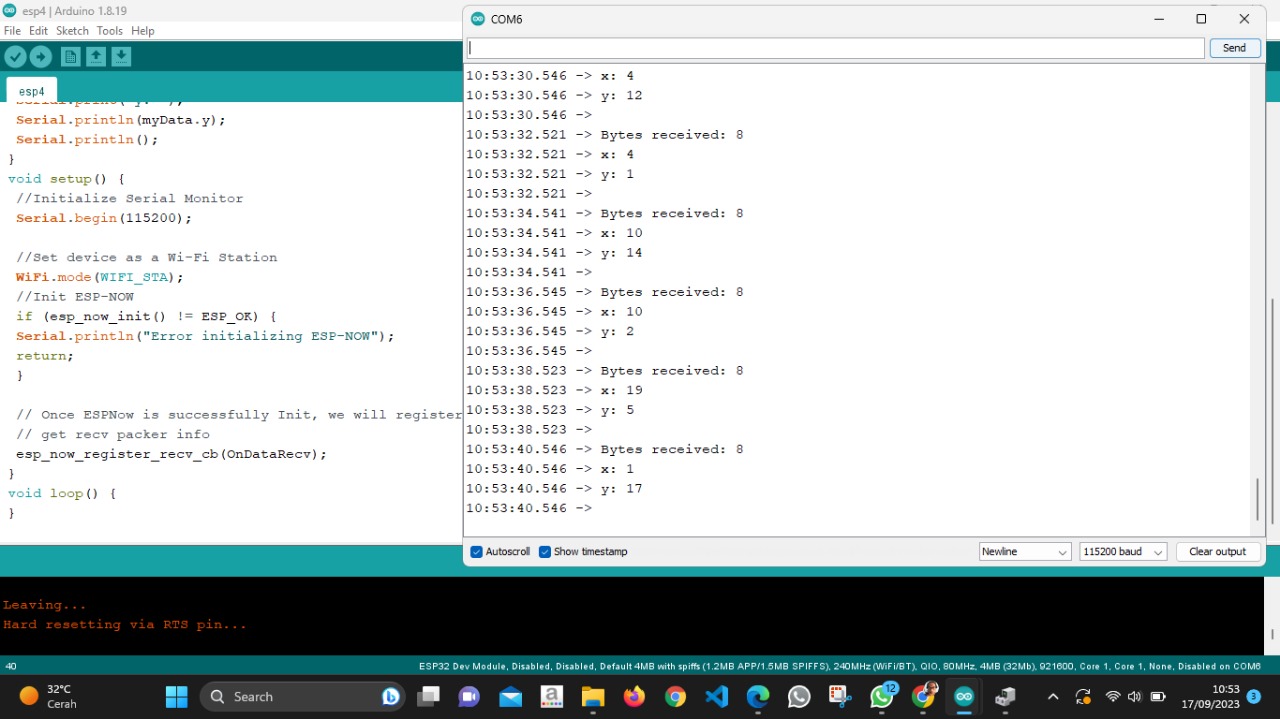 esp4 | Arduino 1.8.19
File Edit Sketch Tools Help
esp4
Serial.println(myData.y);
Serial.println();
}
void setup() {
//Initialize Serial Monitor
Serial.begin(115200);
//Set device as a Wi-Fi Station
WiFi.mode(WIFI_STA);
//Init ESP-NOW
if (esp_now_init() != ESP_OK) {
Serial.println("Error initializing ESP-NOW");
return;
}
// Once ESPNow is successfully Init, we will register
// get recv packer info
esp_now_register_recv_cb(OnDataRecv);
}
void loop() {
}
COM6
Send
10:53:30.546 -> x: 4
10:53:30.546 -> y: 12
10:53:30.546 ->
10:53:32.521 -> Bytes received: 8
10:53:32.521 -> x: 4
10:53:32.521 -> y: 1
10:53:32.521 ->
10:53:34.541 -> Bytes received: 8
10:53:34.541 -> x: 10
10:53:34.541 -> y: 14
10:53:34.541 ->
10:53:36.545 -> Bytes received: 8
10:53:36.545 -> x: 10
10:53:36.545 -> y: 2
10:53:36.545 ->
10:53:38.523 -> Bytes received: 8
10:53:38.523 -> x: 19
10:53:38.523 -> y: 5
10:53:38.523 ->
10:53:40.546 -> Bytes received: 8
10:53:40.546 -> x: 1
10:53:40.546 -> y: 17
10:53:40.546 ->
Autoscroll Show timestamp Newline 115200 baud Clear output
Leaving...
Hard resetting via RTS pin...
40 ESP32 Dev Module, Disabled, Disabled, Default 4MB with spiffs (1.2MB APP/1.5MB SPIFFS), 240MHz (WiFi/BT), QIO, 80MHz, 4MB (32Mb), 921600, Core 1, Core 1, None, Disabled on COM6
32°C
Cerah
Search
12
10:53
17/09/2023
3